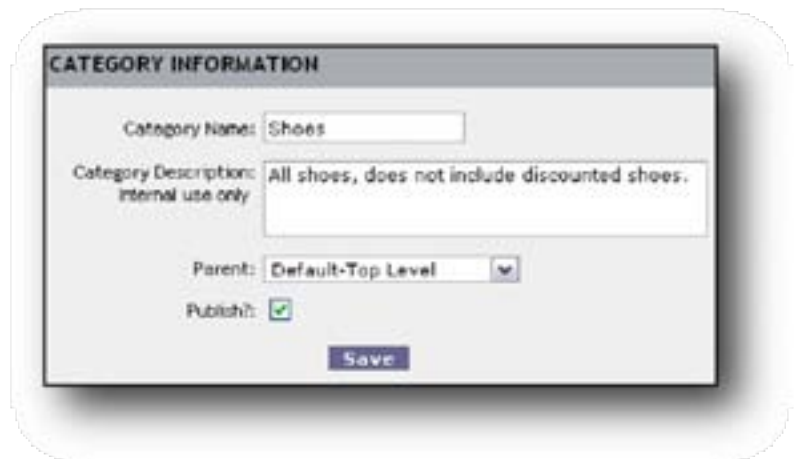 CATEGORY INFORMATION
Category Name: Shoes
Category Description: All shoes, does not include discounted shoes.
Internal use only
Parent: Default-Top Level
Publish?:
Save